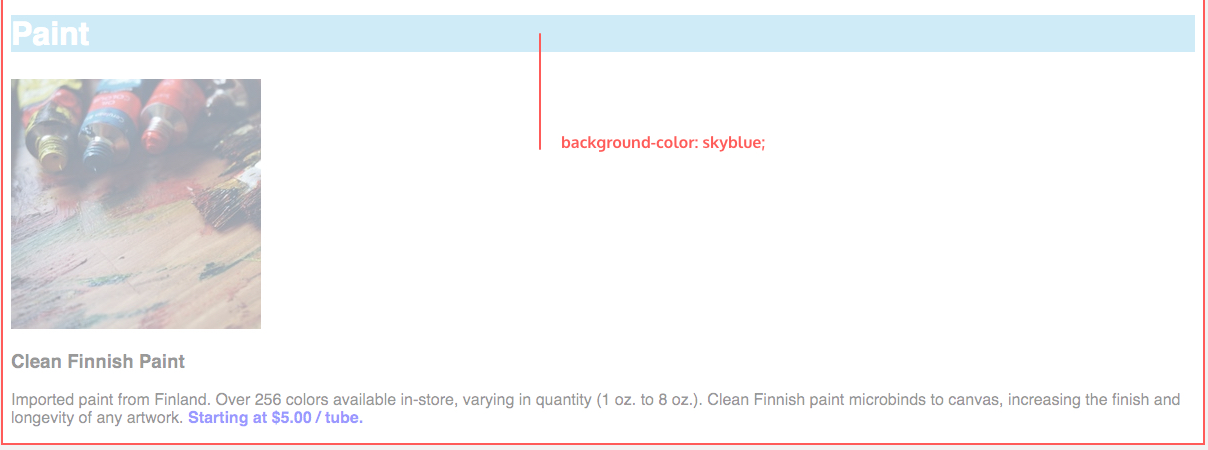 Paint
background-color: skyblue;
Clean Finnish Paint
Imported paint from Finland. Over 256 colors available in-store, varying in quantity (1 oz. to 8 oz.). Clean Finnish paint microbinds to canvas, increasing the finish and
longevity of any artwork. Starting at $5.00 / tube.